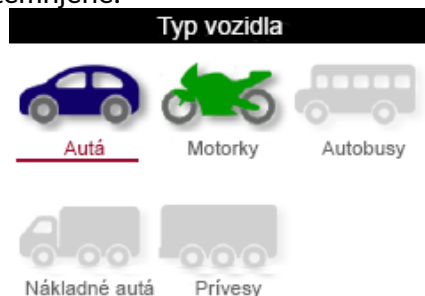 Typ vozidla
Autá
Motorky
Autobusy
Nákladné autá
Prívesy